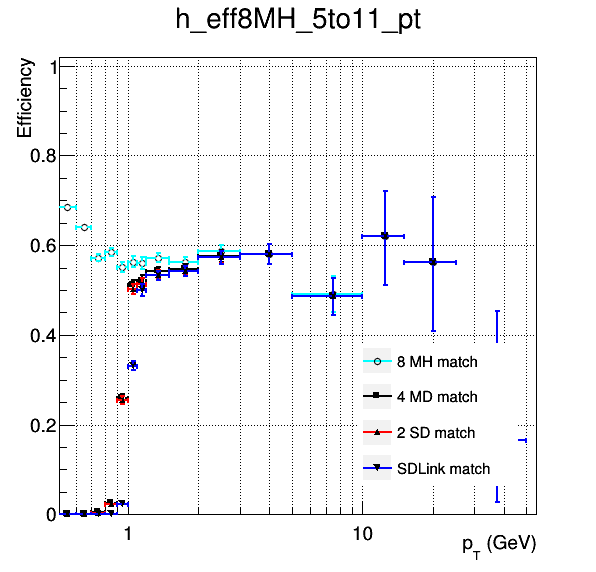 h_eff8MH_5to11_pt
Efficiency
1
0.8
0.6
0.4
0.2
0
8 MH match
4 MD match
2 SD match
SDLink match
1
10
p_T (GeV)